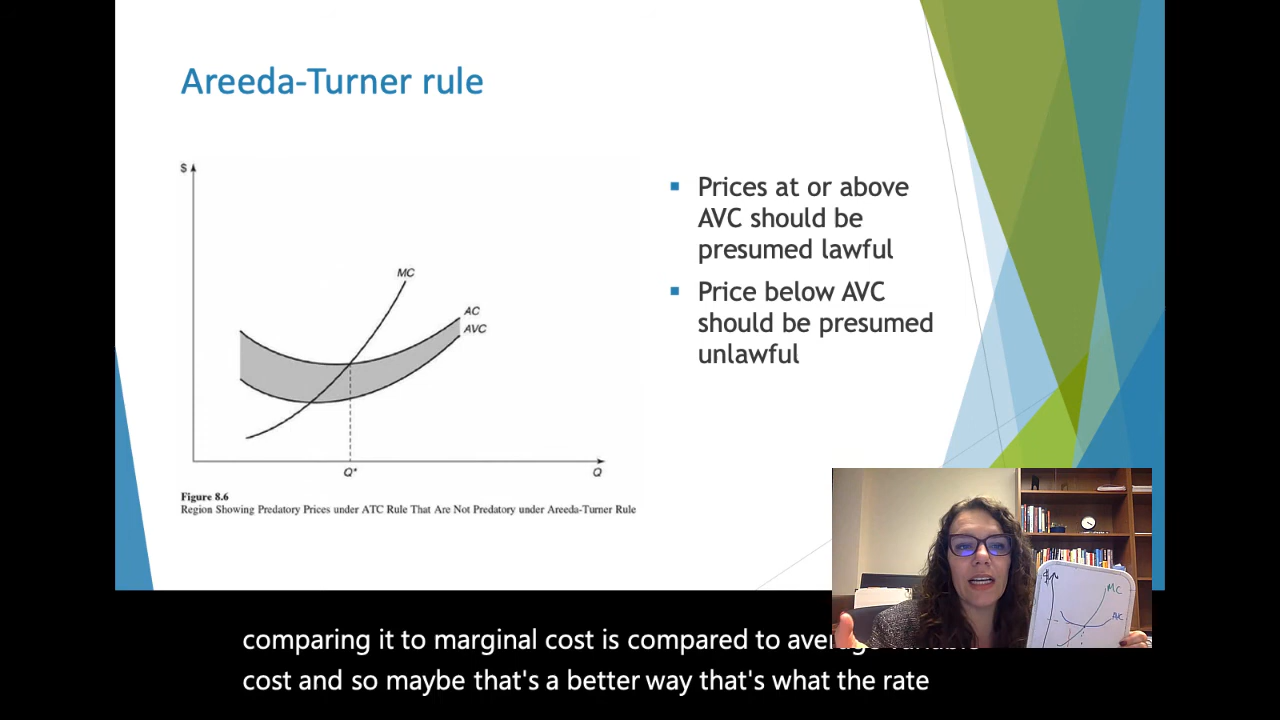 Areeda-Turner rule
$
MC
AC
AVC
Q*
Q
Figure 8.6
Region Showing Predatory Prices under ATC Rule That Are Not Predatory under Areeda-Turner Rule
▪ Prices at or above
AVC should be
presumed lawful
▪ Price below AVC
should be presumed
unlawful
$
MC
AVC
comparing it to marginal cost is compared to average variable
cost and so maybe that's a better way that's what the rate